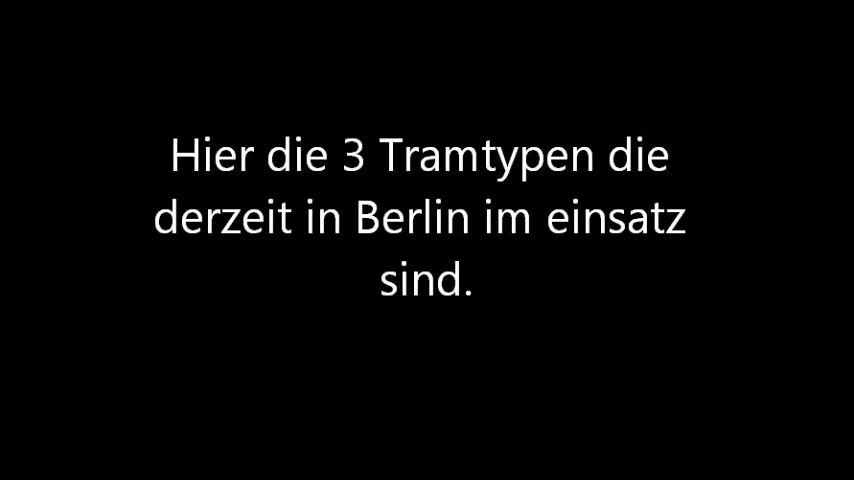 Hier die 3 Tramtypen die
derzeit in Berlin im einsatz
sind.